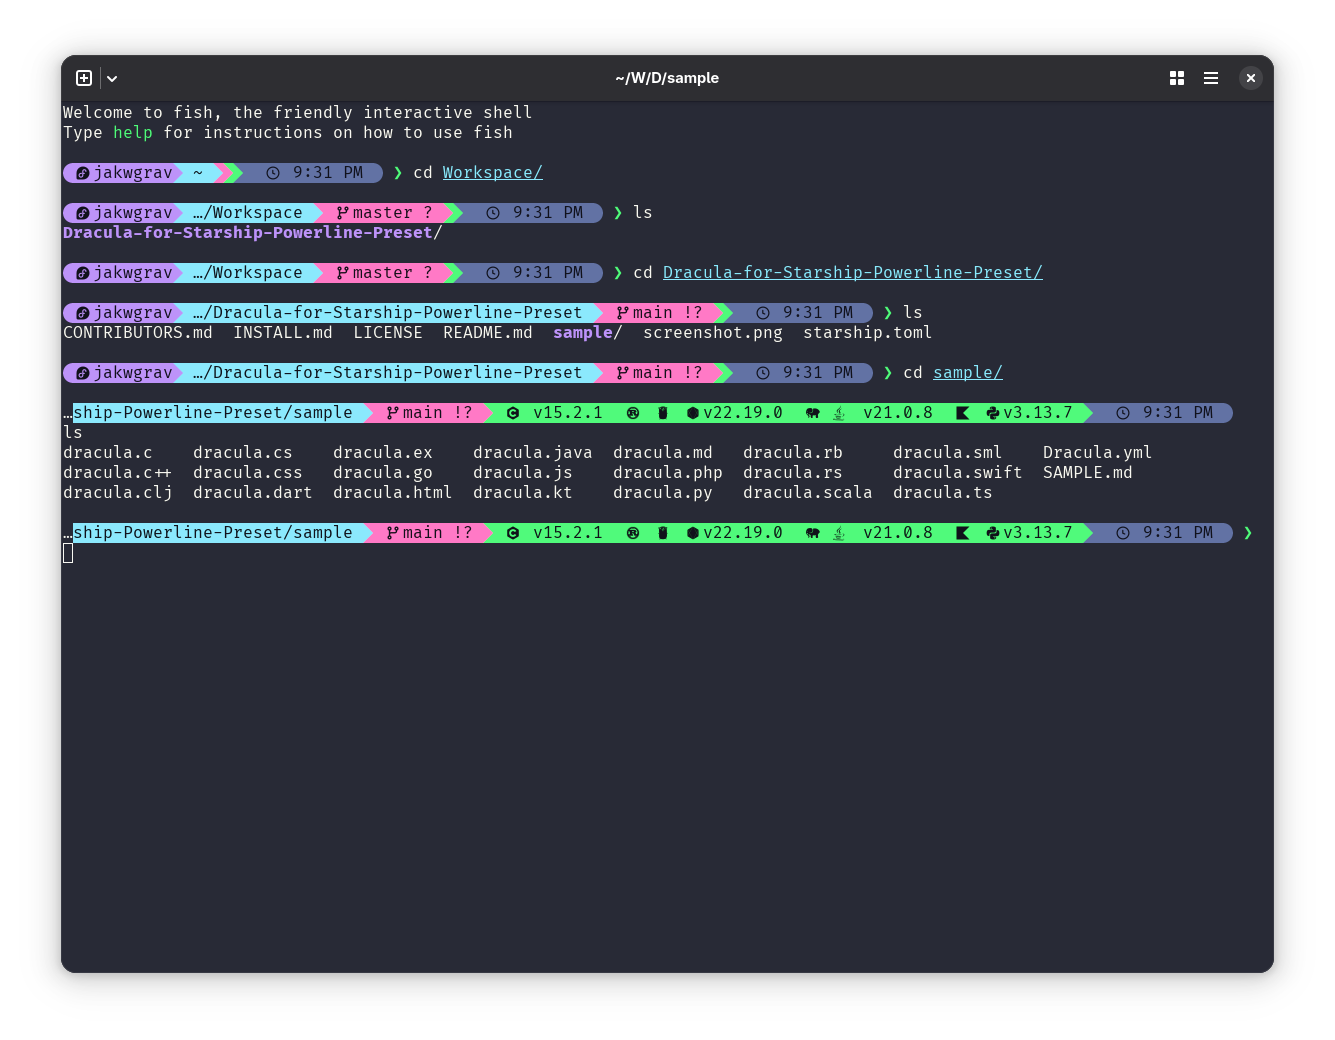 ~/W/D/sample
Welcome to fish, the friendly interactive shell
Type help for instructions on how to use fish
jakwgrav ~ 9:31 PM ❯ cd Workspace/
jakwgrav …/Workspace master ? 9:31 PM ❯ ls
Dracula-for-Starship-Powerline-Preset/
jakwgrav …/Workspace master ? 9:31 PM ❯ cd Dracula-for-Starship-Powerline-Preset/
jakwgrav …/Dracula-for-Starship-Powerline-Preset main !? 9:31 PM ❯ ls
CONTRIBUTORS.md INSTALL.md LICENSE README.md sample/ screenshot.png starship.toml
jakwgrav …/Dracula-for-Starship-Powerline-Preset main !? 9:31 PM ❯ cd sample/
…ship-Powerline-Preset/sample main !? v15.2.1 v22.19.0 v21.0.8 v3.13.7 9:31 PM
ls
dracula.c dracula.cs dracula.ex dracula.java dracula.md dracula.rb dracula.sml Dracula.yml
dracula.c++ dracula.css dracula.go dracula.js dracula.php dracula.rs dracula.swift SAMPLE.md
dracula.clj dracula.dart dracula.html dracula.kt dracula.py dracula.scala dracula.ts
…ship-Powerline-Preset/sample main !? v15.2.1 v22.19.0 v21.0.8 v3.13.7 9:31 PM ❯